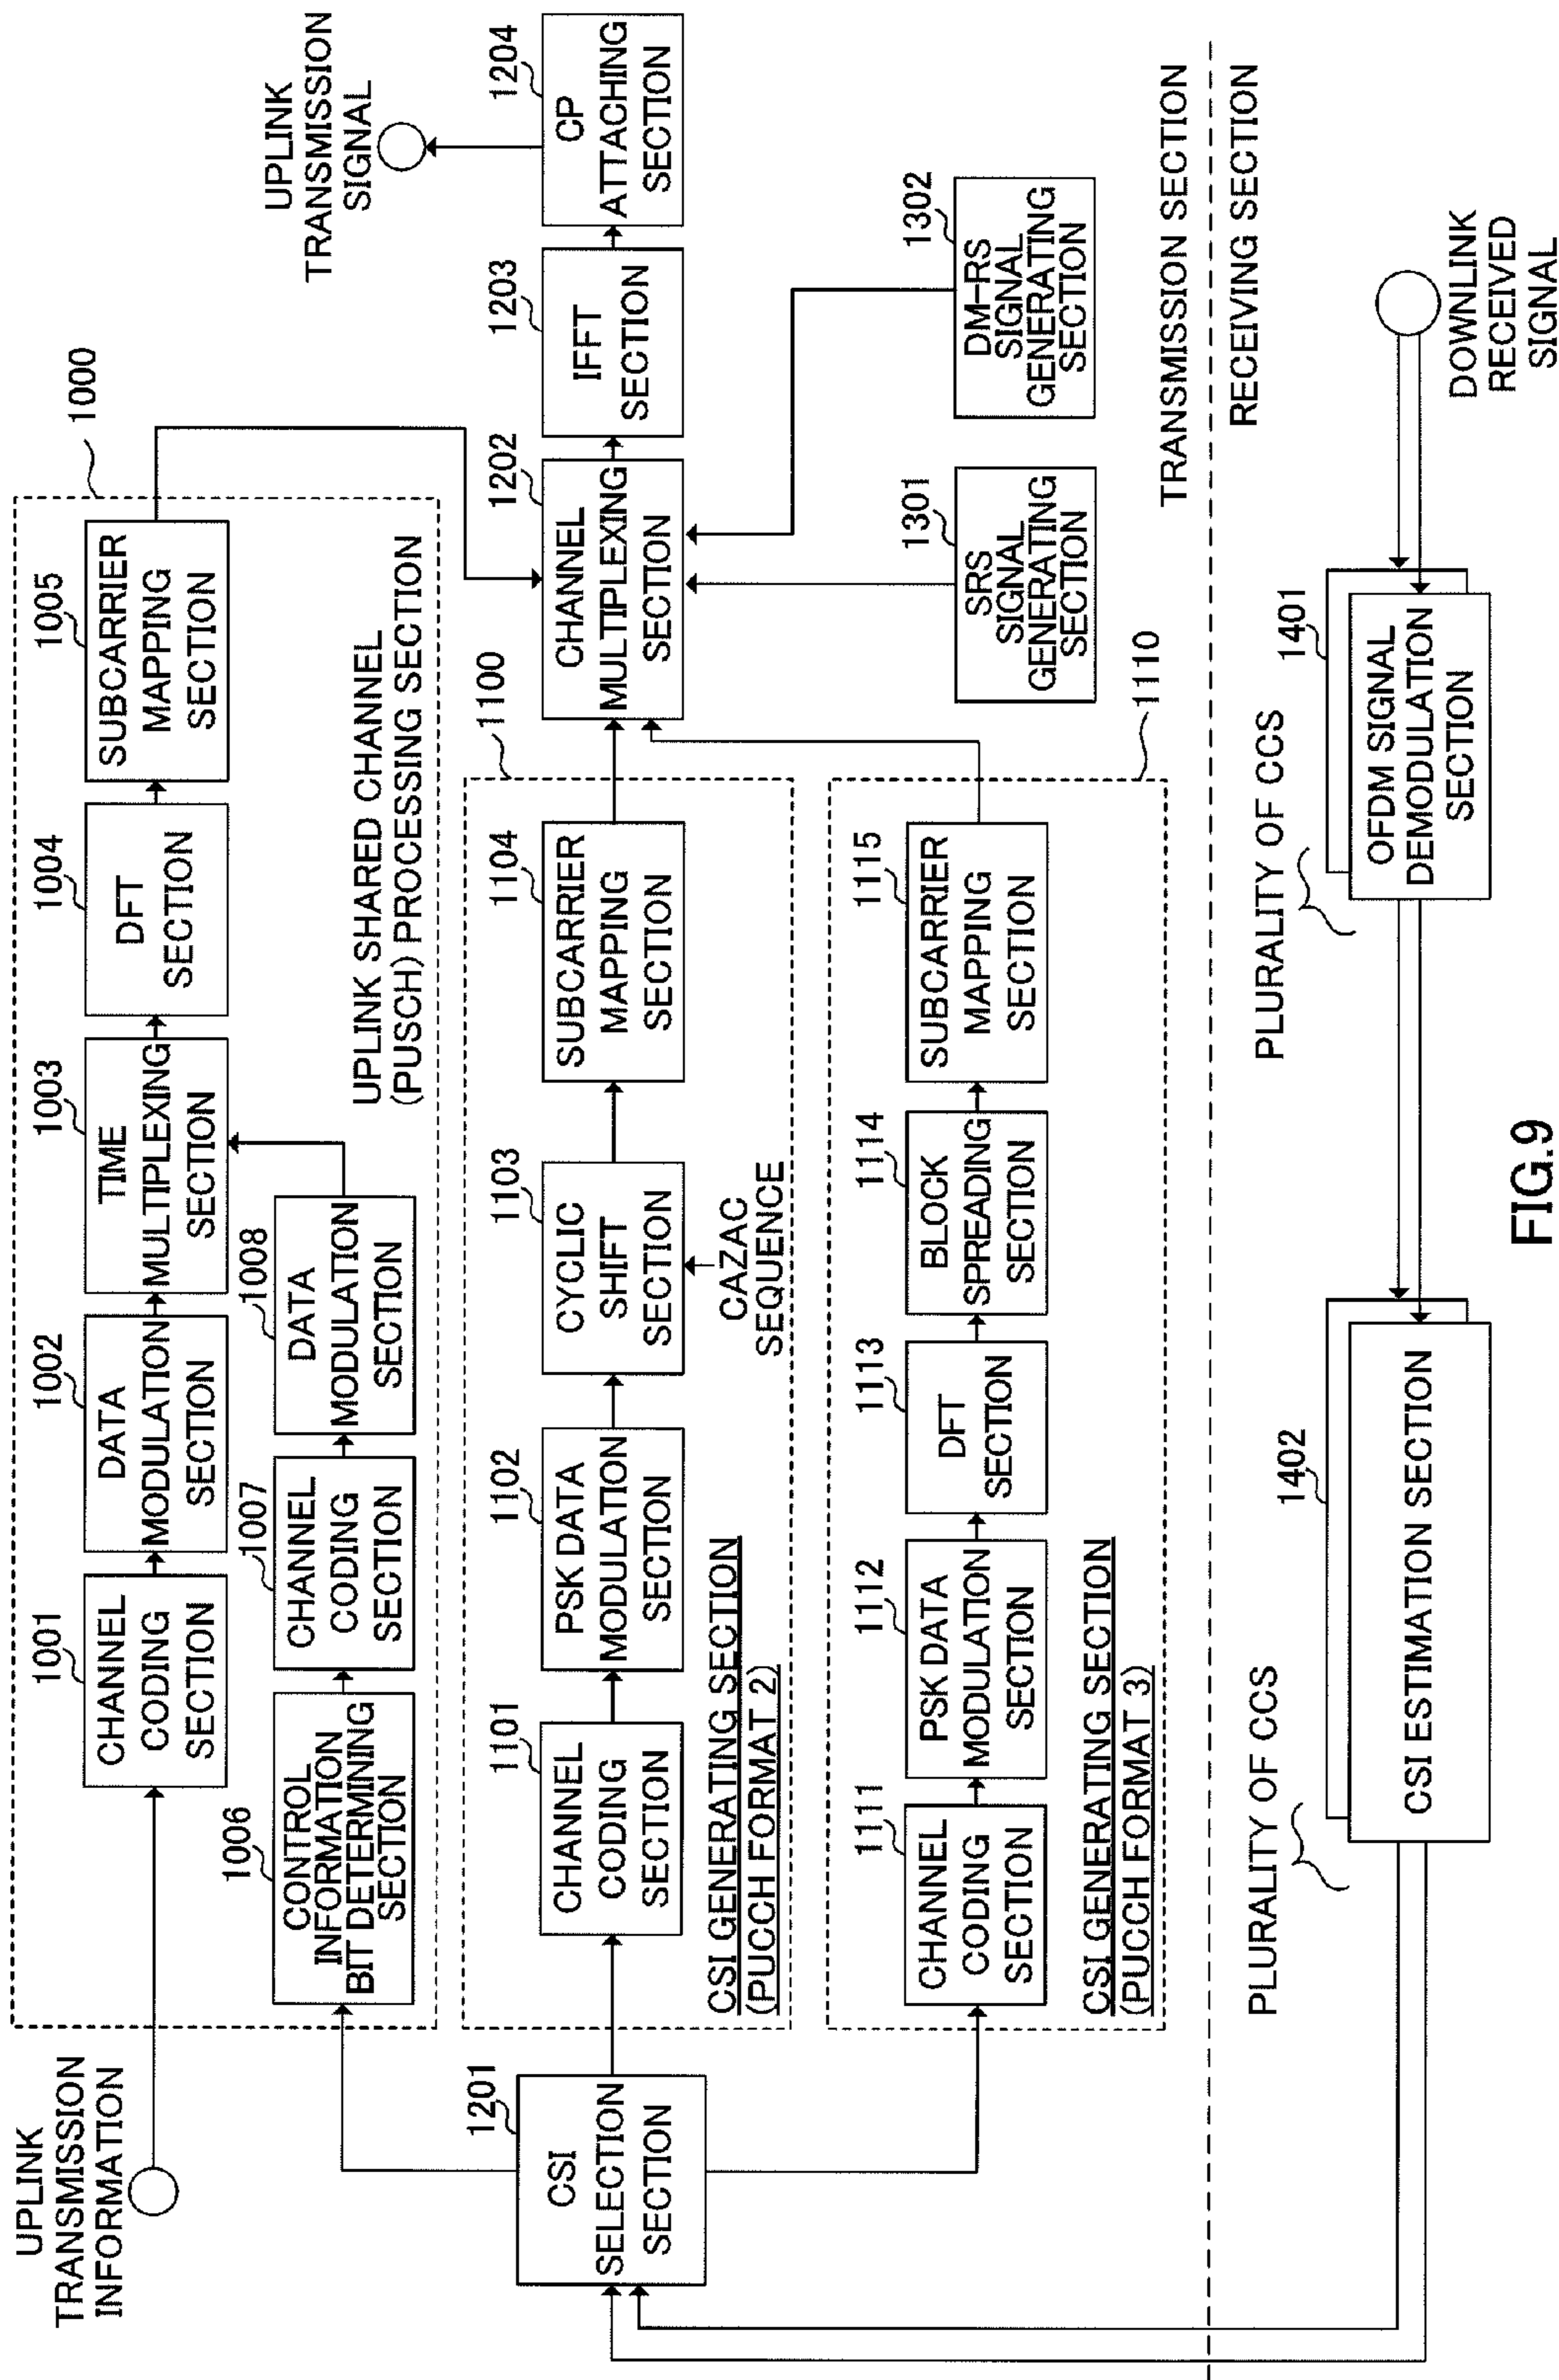 UPLINK
TRANSMISSION
INFORMATION
1000
1001
CHANNEL
CODING
SECTION
1002
DATA
MODULATION
SECTION
1003
TIME
MULTIPLEXING
SECTION
1004
DFT
SECTION
1005
SUBCARRIER
MAPPING
SECTION
1006
CONTROL
INFORMATION
BIT DETERMINING
SECTION
1007
CHANNEL
CODING
SECTION
1008
DATA
MODULATION
SECTION
UPLINK SHARED CHANNEL
(PUSCH) PROCESSING SECTION
UPLINK
TRANSMISSION
SIGNAL
1201
CSI
SELECTION
SECTION
1100
1101
CHANNEL
CODING
SECTION
1102
PSK DATA
MODULATION
SECTION
1103
CYCLIC
SHIFT
SECTION
CAZAC
SEQUENCE
1104
SUBCARRIER
MAPPING
SECTION
CSI GENERATING SECTION
(PUCCH FORMAT 2)
1202
CHANNEL
MULTIPLEXING
SECTION
1203
IFFT
SECTION
1204
CP
ATTACHING
SECTION
1110
1111
CHANNEL
CODING
SECTION
1112
PSK DATA
MODULATION
SECTION
1113
DFT
SECTION
1114
BLOCK
SPREADING
SECTION
1115
SUBCARRIER
MAPPING
SECTION
CSI GENERATING SECTION
(PUCCH FORMAT 3)
1301
SRS
SIGNAL
GENERATING
SECTION
1302
DM-RS
SIGNAL
GENERATING
SECTION
TRANSMISSION SECTION
RECEIVING SECTION
PLURALITY OF CCS
1402
CSI ESTIMATION SECTION
PLURALITY OF CCS
1401
OFDM SIGNAL
DEMODULATION
SECTION
DOWNLINK
RECEIVED
SIGNAL
FIG.9